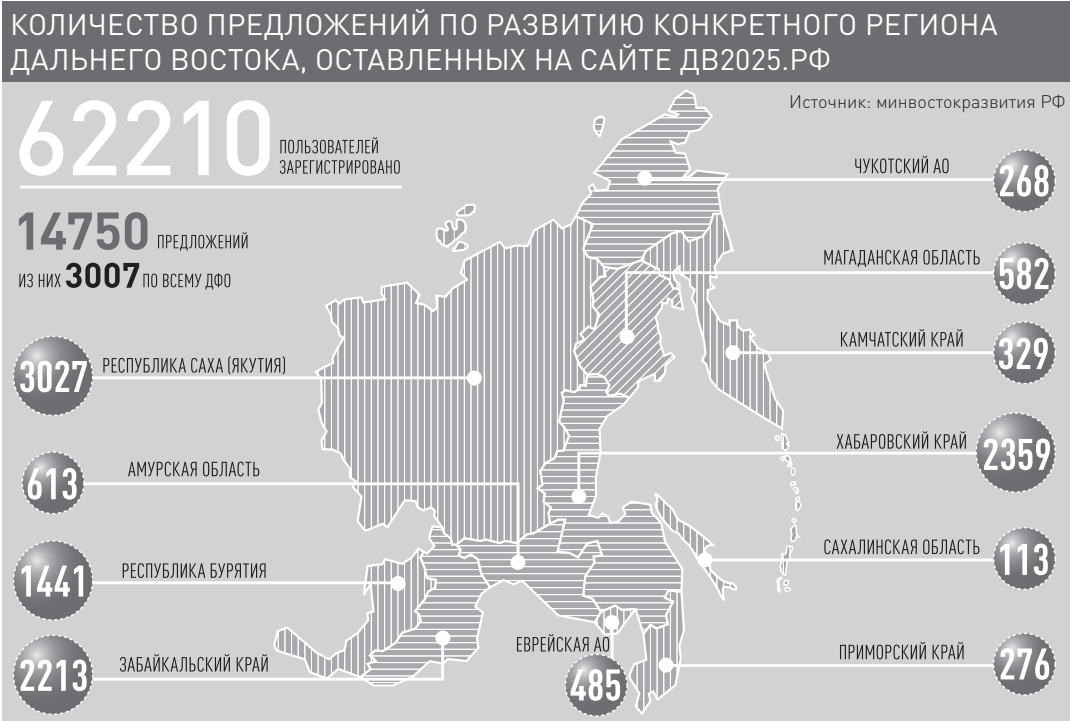 КОЛИЧЕСТВО ПРЕДЛОЖЕНИЙ ПО РАЗВИТИЮ КОНКРЕТНОГО РЕГИОНА
ДАЛЬНЕГО ВОСТОКА, ОСТАВЛЕННЫХ НА САЙТЕ ДВ2025.РФ
Источник: минвостокразвития РФ
62210 ПОЛЬЗОВАТЕЛЕЙ
ЗАРЕГИСТРИРОВАНО
14750 ПРЕДЛОЖЕНИЙ
ИЗ НИХ 3007 ПО ВСЕМУ ДФО
3027 РЕСПУБЛИКА САХА (ЯКУТИЯ)
613 АМУРСКАЯ ОБЛАСТЬ
1441 РЕСПУБЛИКА БУРЯТИЯ
2213 ЗАБАЙКАЛЬСКИЙ КРАЙ
ЕВРЕЙСКАЯ АО
485
ЧУКОТСКИЙ АО 268
МАГАДАНСКАЯ ОБЛАСТЬ 582
КАМЧАТСКИЙ КРАЙ 329
ХАБАРОВСКИЙ КРАЙ 2359
САХАЛИНСКАЯ ОБЛАСТЬ 113
ПРИМОРСКИЙ КРАЙ 276